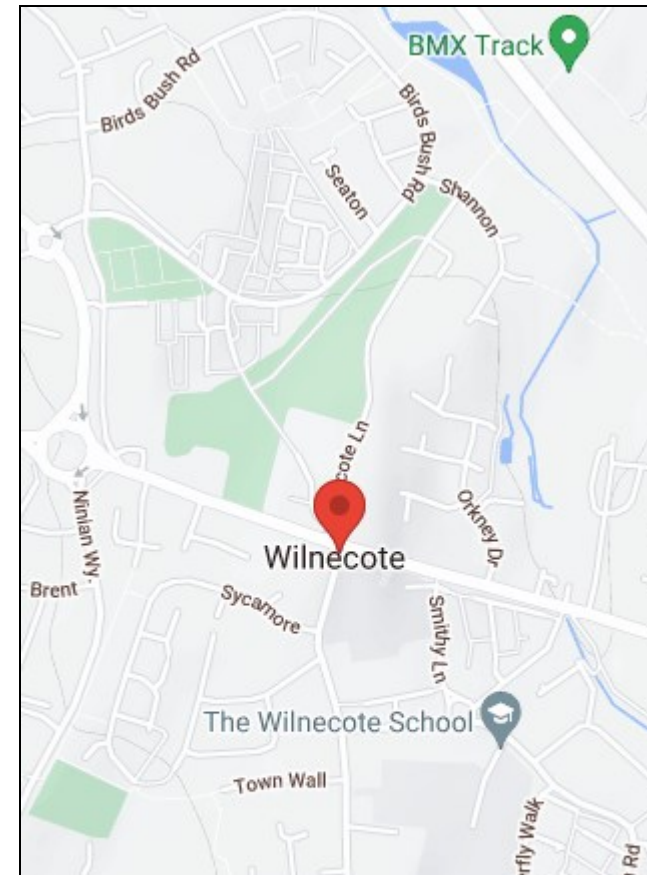 BMX Track
Birds Bush Rd
Birds Bush Rd
Seaton
Shannon
cote Ln
Orkney Dr
Ninian Wy
Wilnecote
Brent
Sycamore
Smithy Ln
The Wilnecote School
Town Wall
erfly Walk
Rd